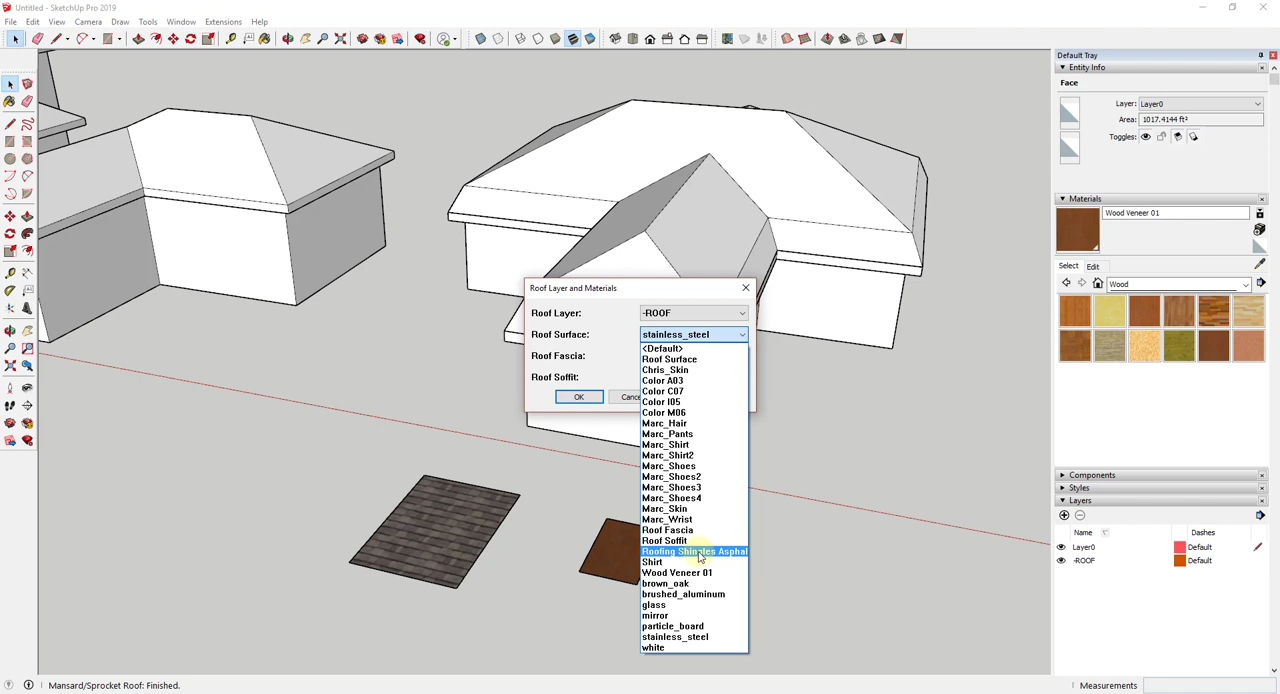 Untitled - SketchUp Pro 2019
File Edit View Camera Draw Tools Window Extensions Help
Default Tray
Entity Info
Face
Layer: Layer0
Area: 1017.4144 ft²
Toggles:
Materials
Wood Veneer 01
Select Edit
Wood
Roof Layer and Materials
Roof Layer: -ROOF
Roof Surface: stainless_steel
Roof Fascia:
Roof Soffit:
OK Cance
<Default>
Roof Surface
Chris_Skin
Color A03
Color C07
Color I05
Color M06
Marc_Hair
Marc_Pants
Marc_Shirt
Marc_Shirt2
Marc_Shoes
Marc_Shoes2
Marc_Shoes3
Marc_Shoes4
Marc_Skin
Marc_Wrist
Roof Fascia
Roof Soffit
Roofing Shingles Asphal
Shirt
Wood Veneer 01
brown_oak
brushed_aluminum
glass
mirror
particle_board
stainless_steel
white
Components
Styles
Layers
Name Dashes
Layer0 Default
-ROOF Default
Mansard/Sprocket Roof: Finished.
Measurements